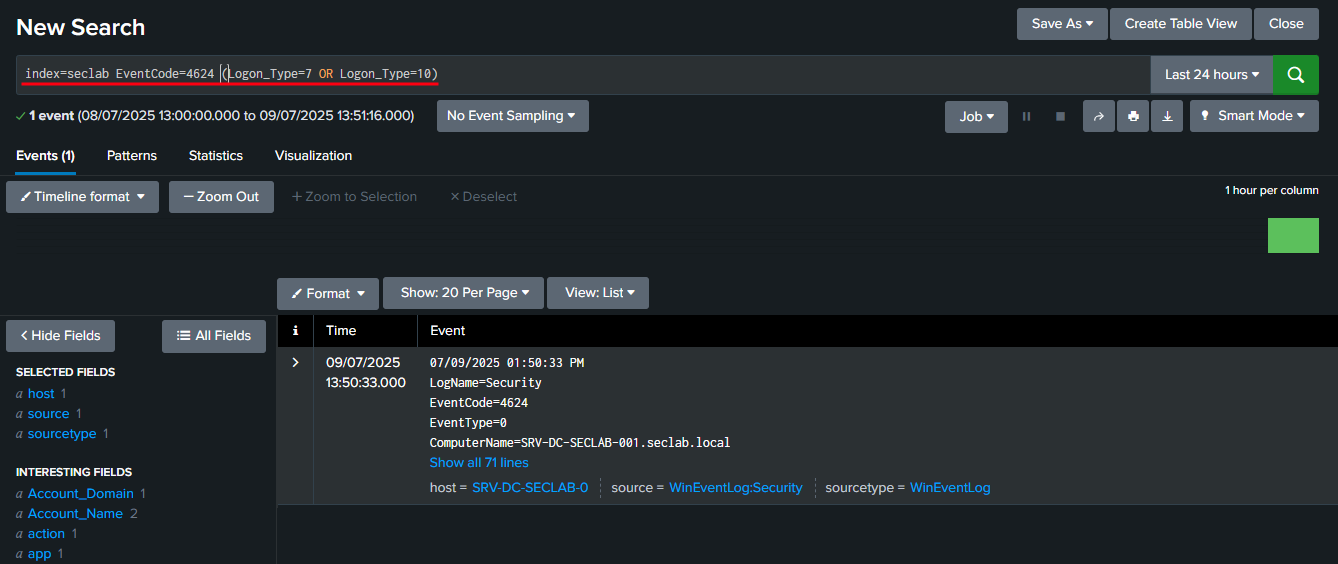 New Search
Save As ▾ Create Table View Close
index=seclab EventCode=4624 (Logon_Type=7 OR Logon_Type=10)
Last 24 hours ▾
✓ 1 event (08/07/2025 13:00:00.000 to 09/07/2025 13:51:16.000)
No Event Sampling ▾
Job ▾
Smart Mode ▾
Events (1) Patterns Statistics Visualization
Timeline format ▾ — Zoom Out + Zoom to Selection × Deselect
1 hour per column
Format ▾ Show: 20 Per Page ▾ View: List ▾
< Hide Fields All Fields
i Time Event
SELECTED FIELDS
a host 1
a source 1
a sourcetype 1
INTERESTING FIELDS
a Account_Domain 1
a Account_Name 2
a action 1
a app 1
> 09/07/2025
13:50:33.000
07/09/2025 01:50:33 PM
LogName=Security
EventCode=4624
EventType=0
ComputerName=SRV-DC-SECLAB-001.seclab.local
Show all 71 lines
host = SRV-DC-SECLAB-0 source = WinEventLog:Security sourcetype = WinEventLog